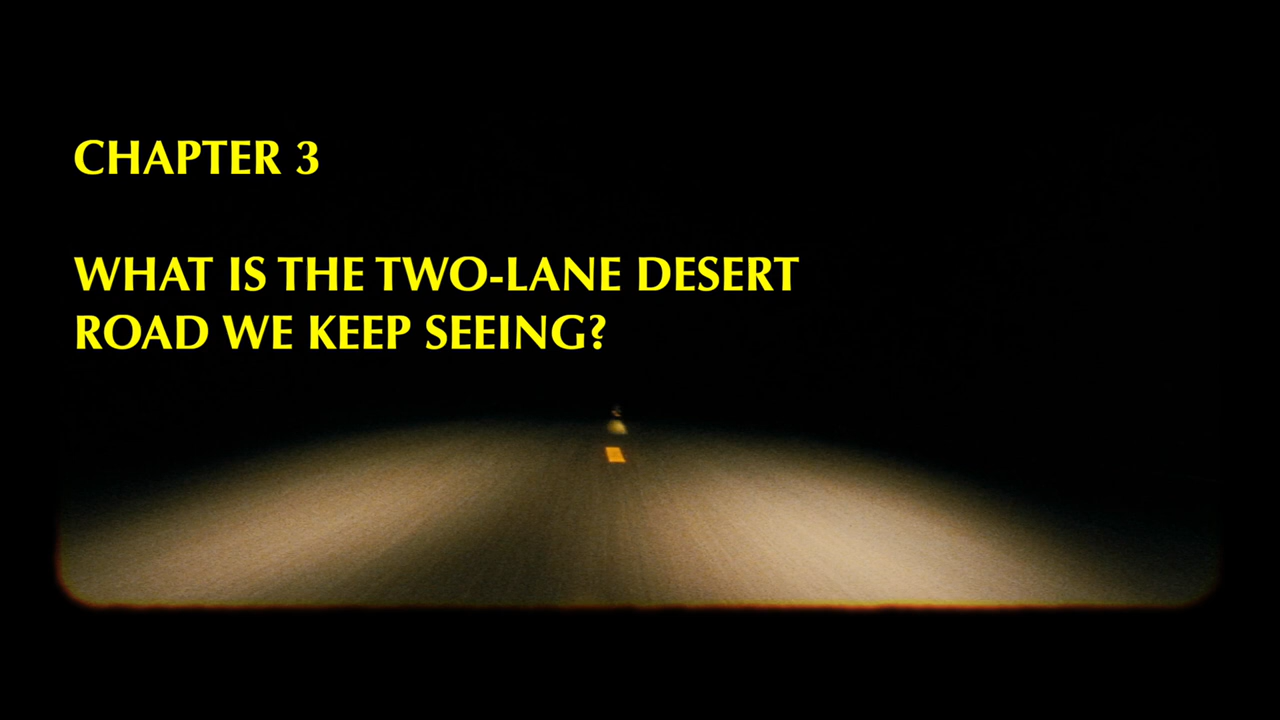 CHAPTER 3
WHAT IS THE TWO-LANE DESERT
ROAD WE KEEP SEEING?